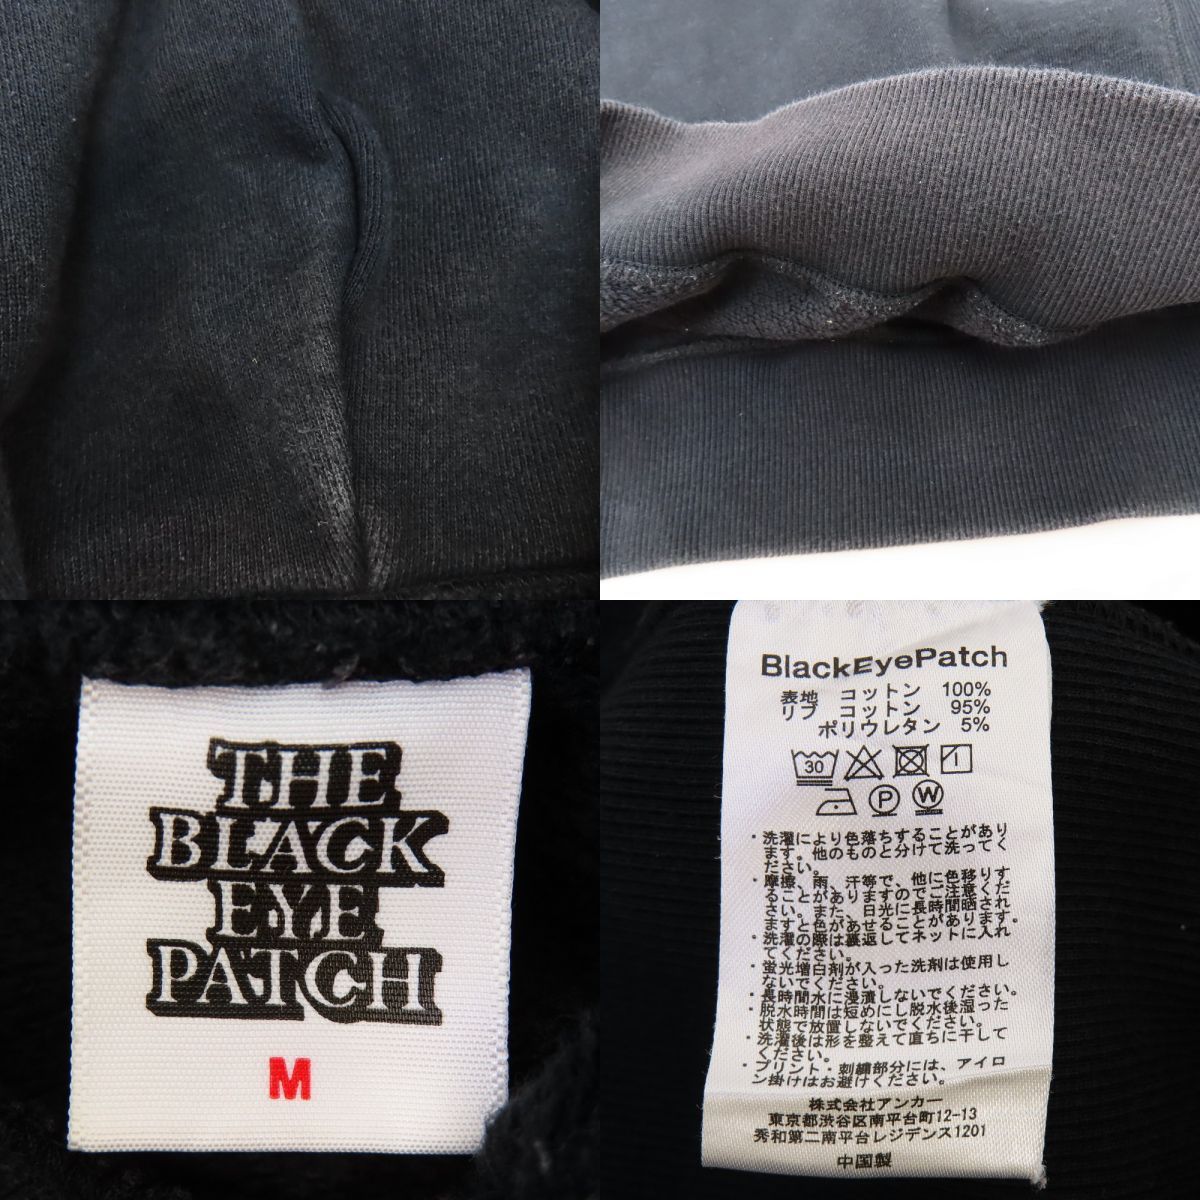 THE
BLACK
EYE
PATCH
M
BlackEyePatch
表地 コットン 100%
リブ コットン 95%
ポリウレタン 5%
30
P
W
・洗濯により色落ちすることがあり
ます。他のものと分けて洗ってく
ださい。
・摩擦、雨、汗等で、他に色移りす
ることがありますのでご注意くだ
さい。また、日光に長時間晒され
ますと色があせることがあります。
・洗濯の際は裏返してネットに入れ
てください。
・蛍光増白剤が入った洗剤は使用し
ないでください。
・長時間水に浸漬しないでください。
・脱水時間は短めにし脱水後湿った
状態で放置しないでください。
・洗濯後は形を整えて直ちに干して
ください。
・プリント・刺繍部分には、アイロ
ン掛けはお避けください。
株式会社アンカー
東京都渋谷区南平台町12-13
秀和第二南平台レジデンス1201
中国製